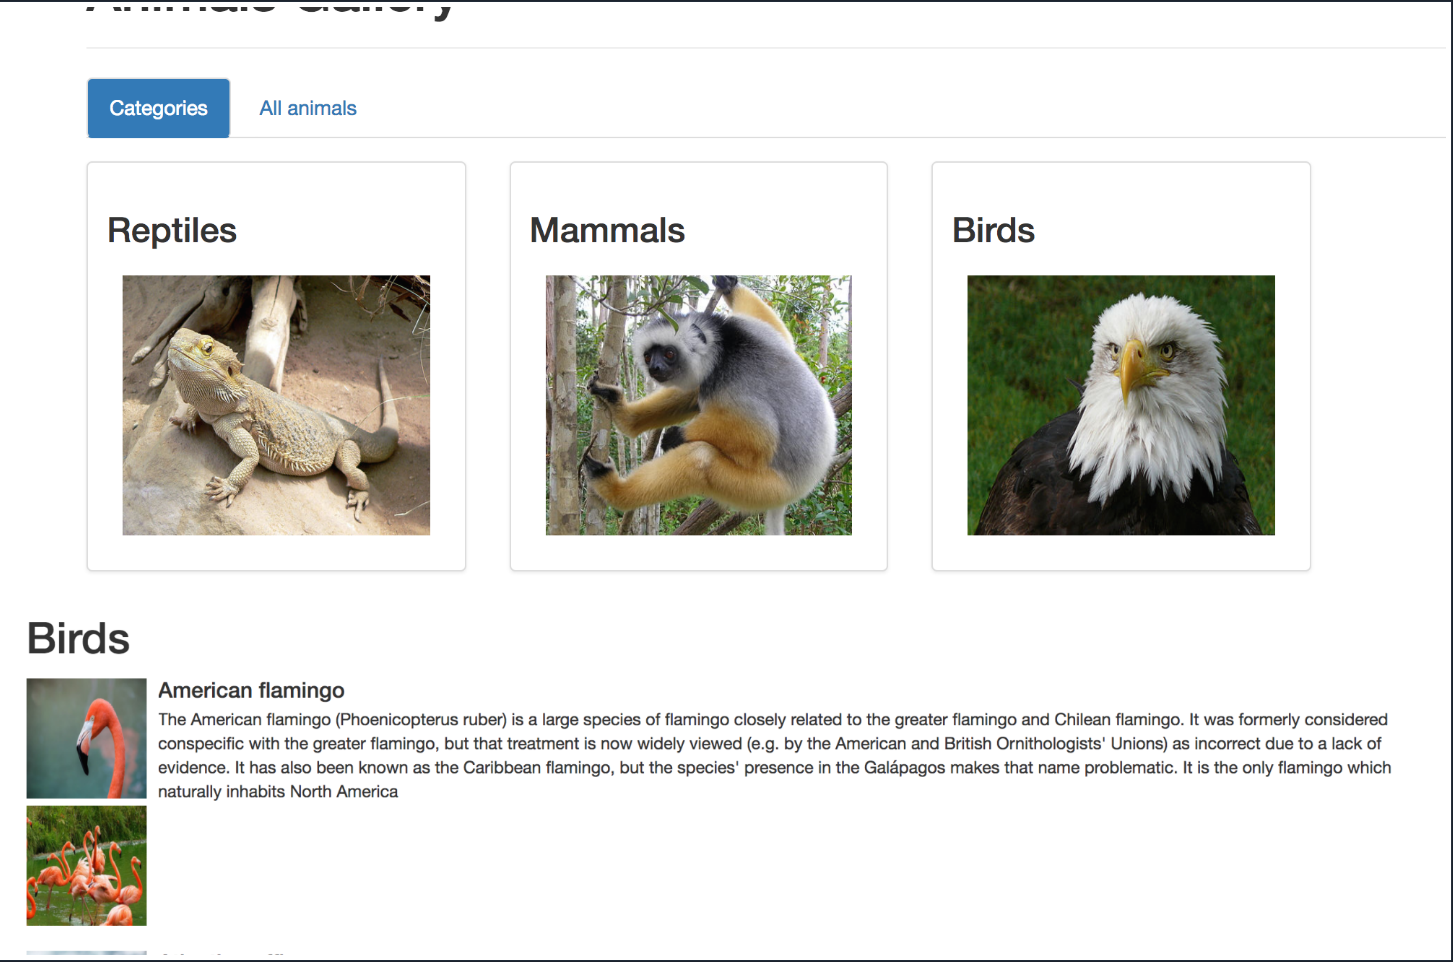 Animals Gallery
Categories
All animals
Reptiles
Mammals
Birds
Birds
American flamingo
The American flamingo (Phoenicopterus ruber) is a large species of flamingo closely related to the greater flamingo and Chilean flamingo. It was formerly considered
conspecific with the greater flamingo, but that treatment is now widely viewed (e.g. by the American and British Ornithologists' Unions) as incorrect due to a lack of
evidence. It has also been known as the Caribbean flamingo, but the species' presence in the Galápagos makes that name problematic. It is the only flamingo which
naturally inhabits North America